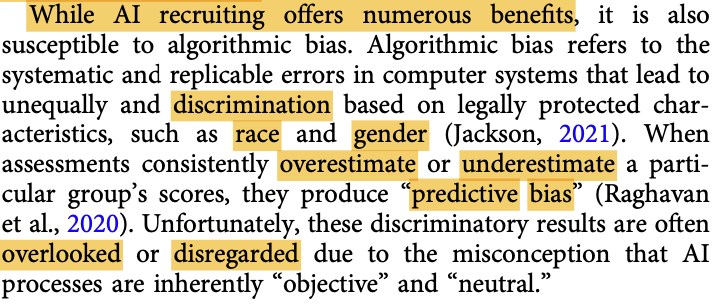 While AI recruiting offers numerous benefits, it is also
susceptible to algorithmic bias. Algorithmic bias refers to the
systematic and replicable errors in computer systems that lead to
unequally and discrimination based on legally protected char-
acteristics, such as race and gender (Jackson, 2021). When
assessments consistently overestimate or underestimate a parti-
cular group’s scores, they produce “predictive bias” (Raghavan
et al., 2020). Unfortunately, these discriminatory results are often
overlooked or disregarded due to the misconception that AI
processes are inherently “objective” and “neutral.”